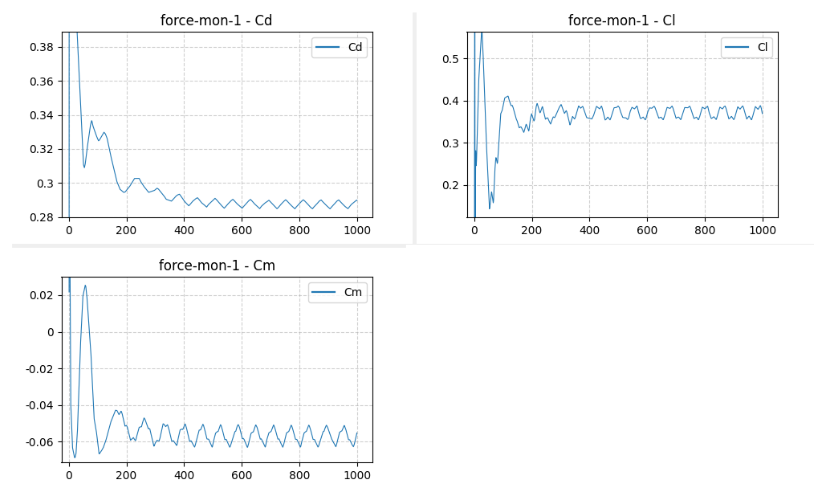 force-mon-1 - Cd
Cd
0.38
0.36
0.34
0.32
0.3
0.28
0 200 400 600 800 1000
force-mon-1 - Cl
Cl
0.5
0.4
0.3
0.2
0 200 400 600 800 1000
force-mon-1 - Cm
Cm
0.02
0
-0.02
-0.04
-0.06
0 200 400 600 800 1000